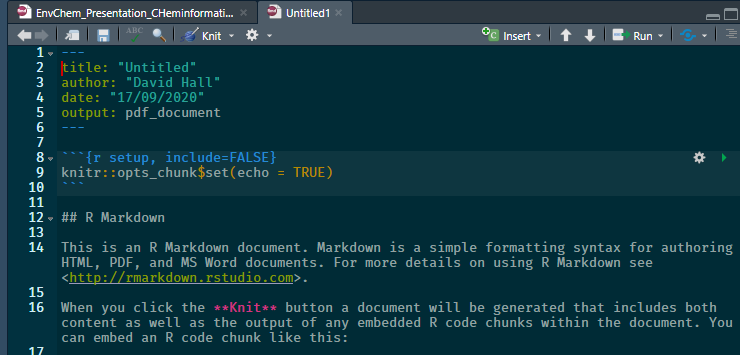 EnvChem_Presentation_CHeminformati... Untitled1
ABC Knit Insert Run
1 ---
2 title: "Untitled"
3 author: "David Hall"
4 date: "17/09/2020"
5 output: pdf_document
6 ---
7
8 ```{r setup, include=FALSE}
9 knitr::opts_chunk$set(echo = TRUE)
10 ```
11
12 ## R Markdown
13
14 This is an R Markdown document. Markdown is a simple formatting syntax for authoring
HTML, PDF, and MS Word documents. For more details on using R Markdown see
<http://rmarkdown.rstudio.com>.
15
16 When you click the **Knit** button a document will be generated that includes both
content as well as the output of any embedded R code chunks within the document. You
can embed an R code chunk like this:
17